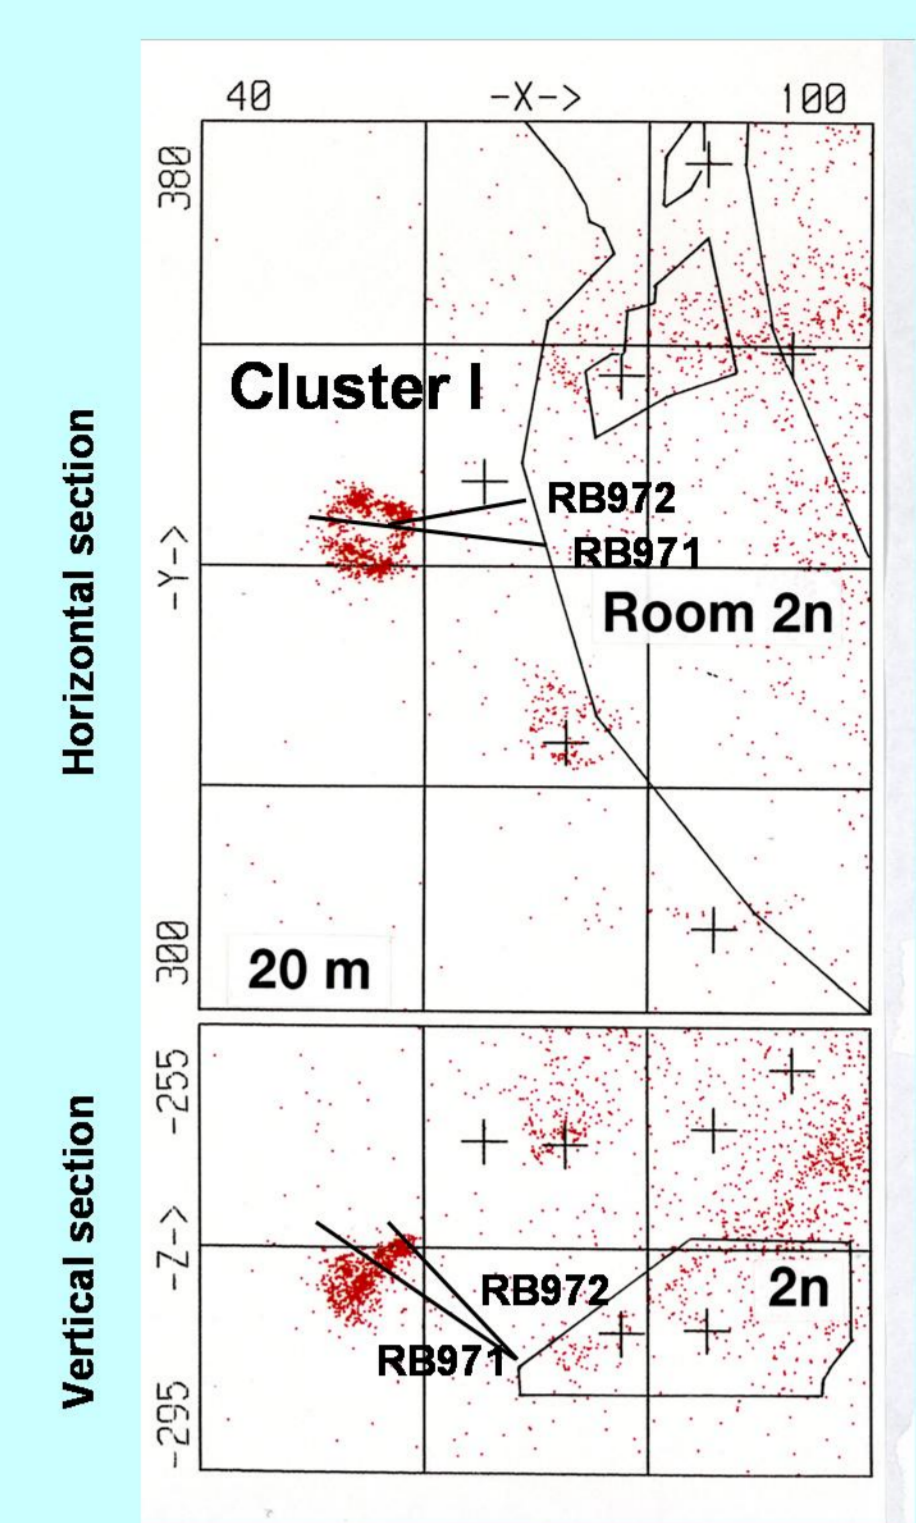 40 -X-> 100
380
Cluster I
RB972
RB971
-Y->
Room 2n
Horizontal section
300
20 m
-255
-Z->
RB972
2n
RB971
Vertical section
-295